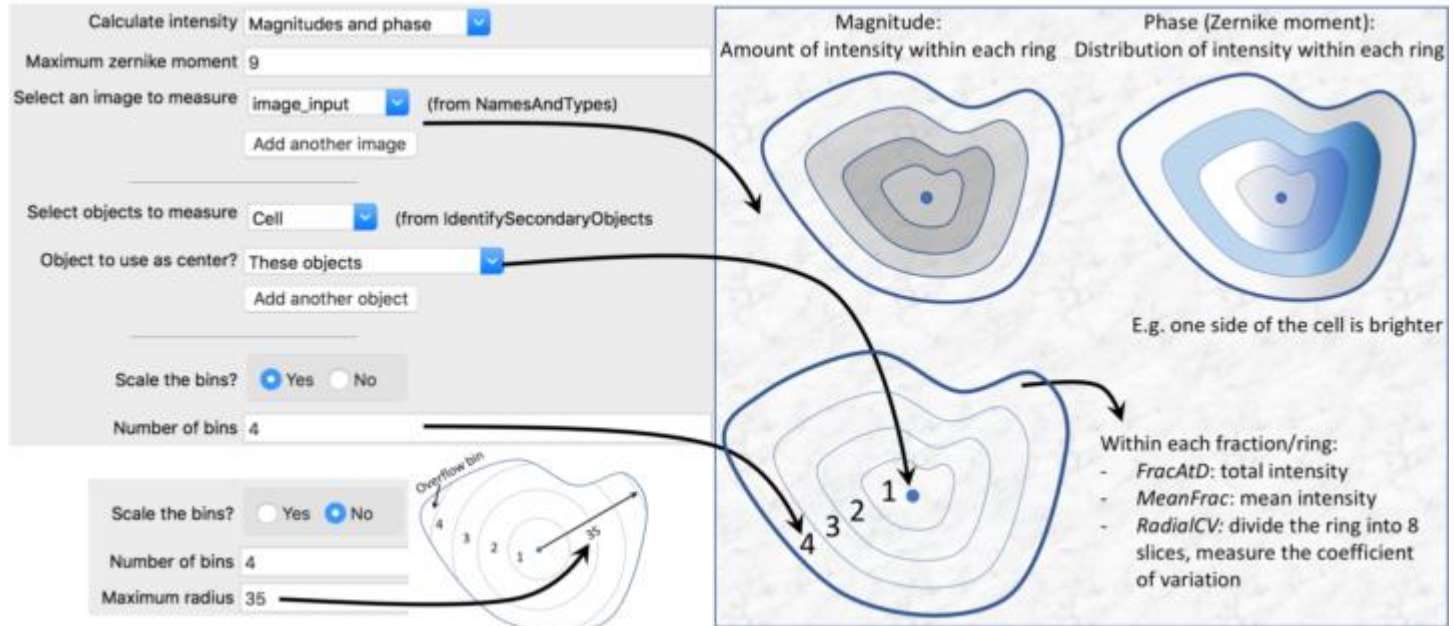 Calculate intensity Magnitudes and phase
Maximum zernike moment 9
Select an image to measure image_input (from NamesAndTypes)
Add another image
Select objects to measure Cell (from IdentifySecondaryObjects
Object to use as center? These objects
Add another object
Scale the bins? Yes No
Number of bins 4
Scale the bins? Yes No
Number of bins 4
Maximum radius 35
Overflow bin
4
3
2
1
35
Magnitude:
Amount of intensity within each ring
Phase (Zernike moment):
Distribution of intensity within each ring
E.g. one side of the cell is brighter
1
2
3
4
Within each fraction/ring:
- FracAtD: total intensity
- MeanFrac: mean intensity
- RadialCV: divide the ring into 8
slices, measure the coefficient
of variation